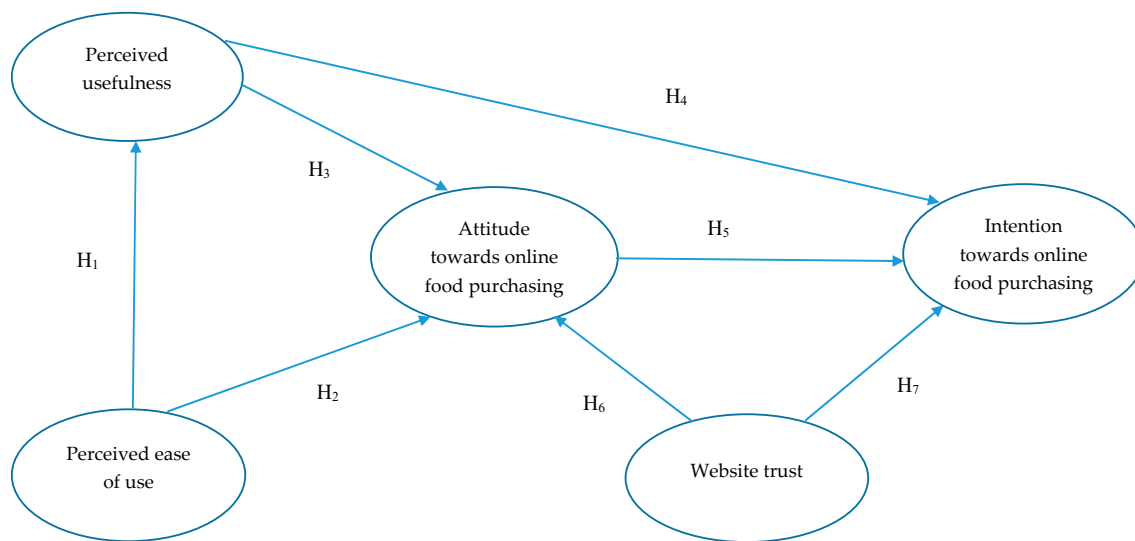 Perceived
usefulness
H₄
H₃
Attitude
towards online
food purchasing
H₅
Intention
towards online
food purchasing
H₁
H₂
H₆
H₇
Perceived ease
of use
Website trust